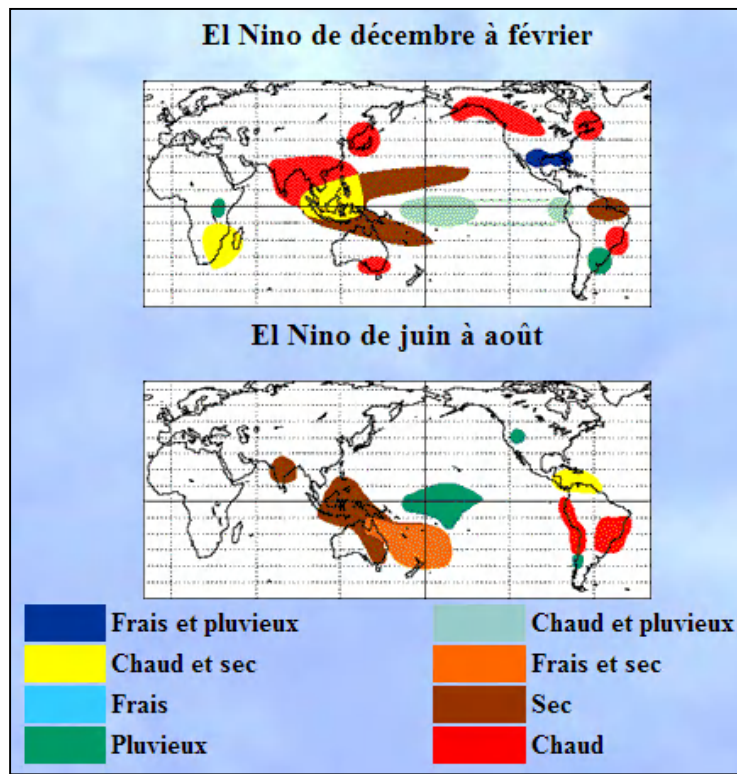 El Nino de décembre à février
El Nino de juin à août
Frais et pluvieux
Chaud et pluvieux
Chaud et sec
Frais et sec
Frais
Sec
Pluvieux
Chaud